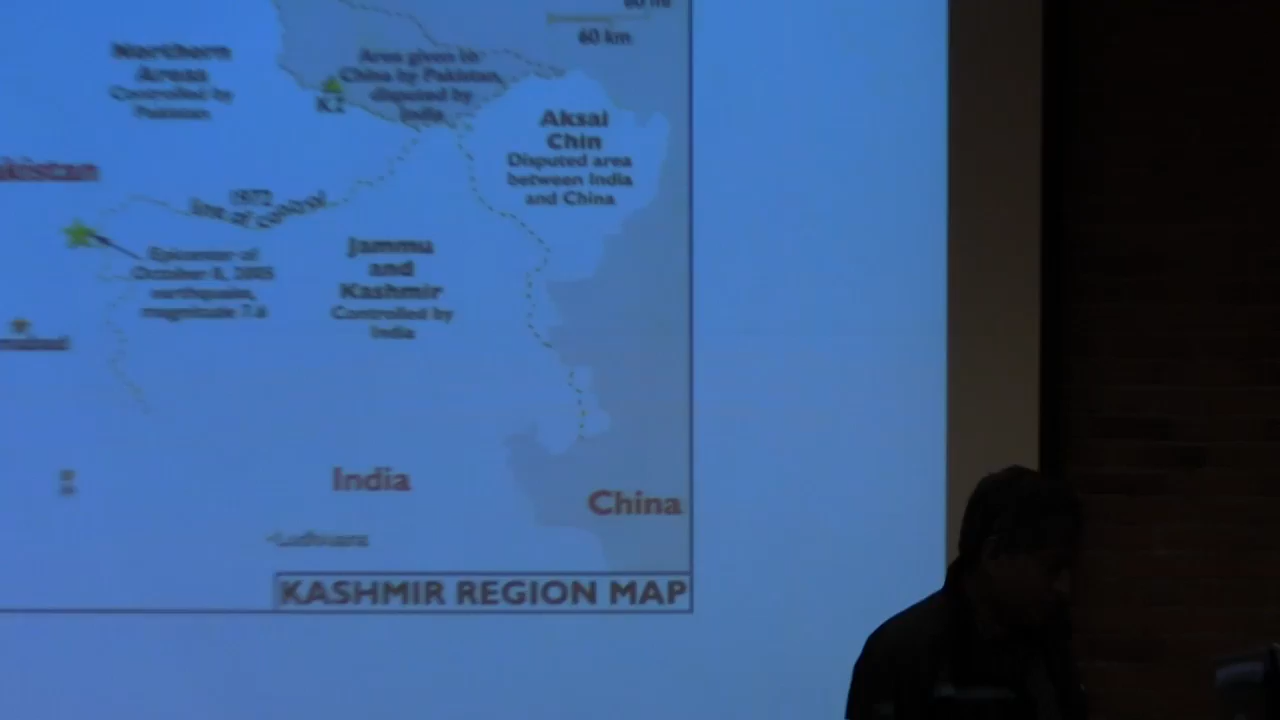 60 km
Northern
Areas
Controlled by
Pakistan
Area given to
China by Pakistan,
disputed by
India
K2
Aksai
Chin
Disputed area
between India
and China
akistan
1972
line of control
Epicenter of
October 8, 2005
earthquake,
magnitude 7.6
Jammu
and
Kashmir
Controlled by
India
India
China
Ludhiana
KASHMIR REGION MAP